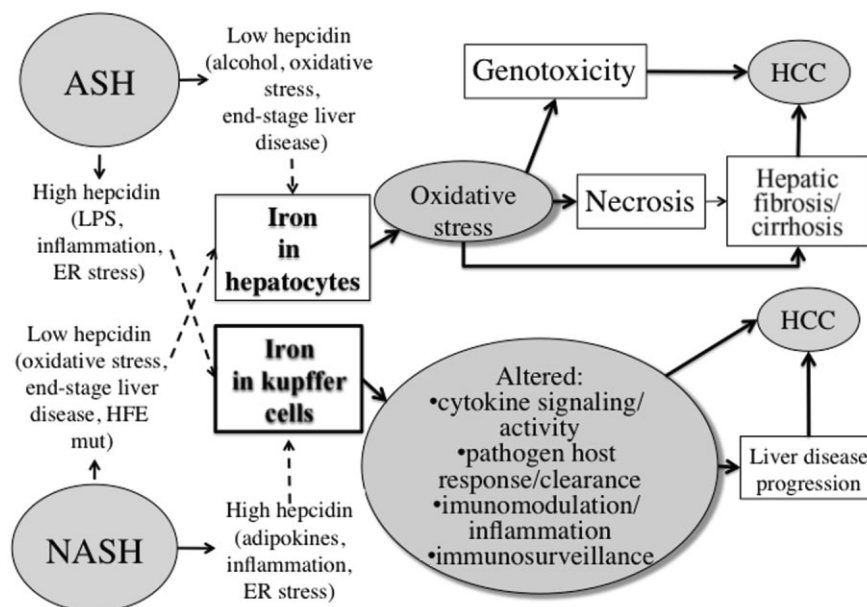 ASH
Low hepcidin
(alcohol, oxidative
stress,
end-stage liver
disease)
Genotoxicity
HCC
High hepcidin
(LPS,
inflammation,
ER stress)
Iron
in
hepatocytes
Oxidative
stress
Necrosis
Hepatic
fibrosis/
cirrhosis
Low hepcidin
(oxidative stress,
end-stage liver
disease, HFE
mut)
Iron
in kupffer
cells
Altered:
•cytokine signaling/
activity
•pathogen host
response/clearance
•imunomodulation/
inflammation
•immunosurveillance
HCC
Liver disease
progression
NASH
High hepcidin
(adipokines,
inflammation,
ER stress)